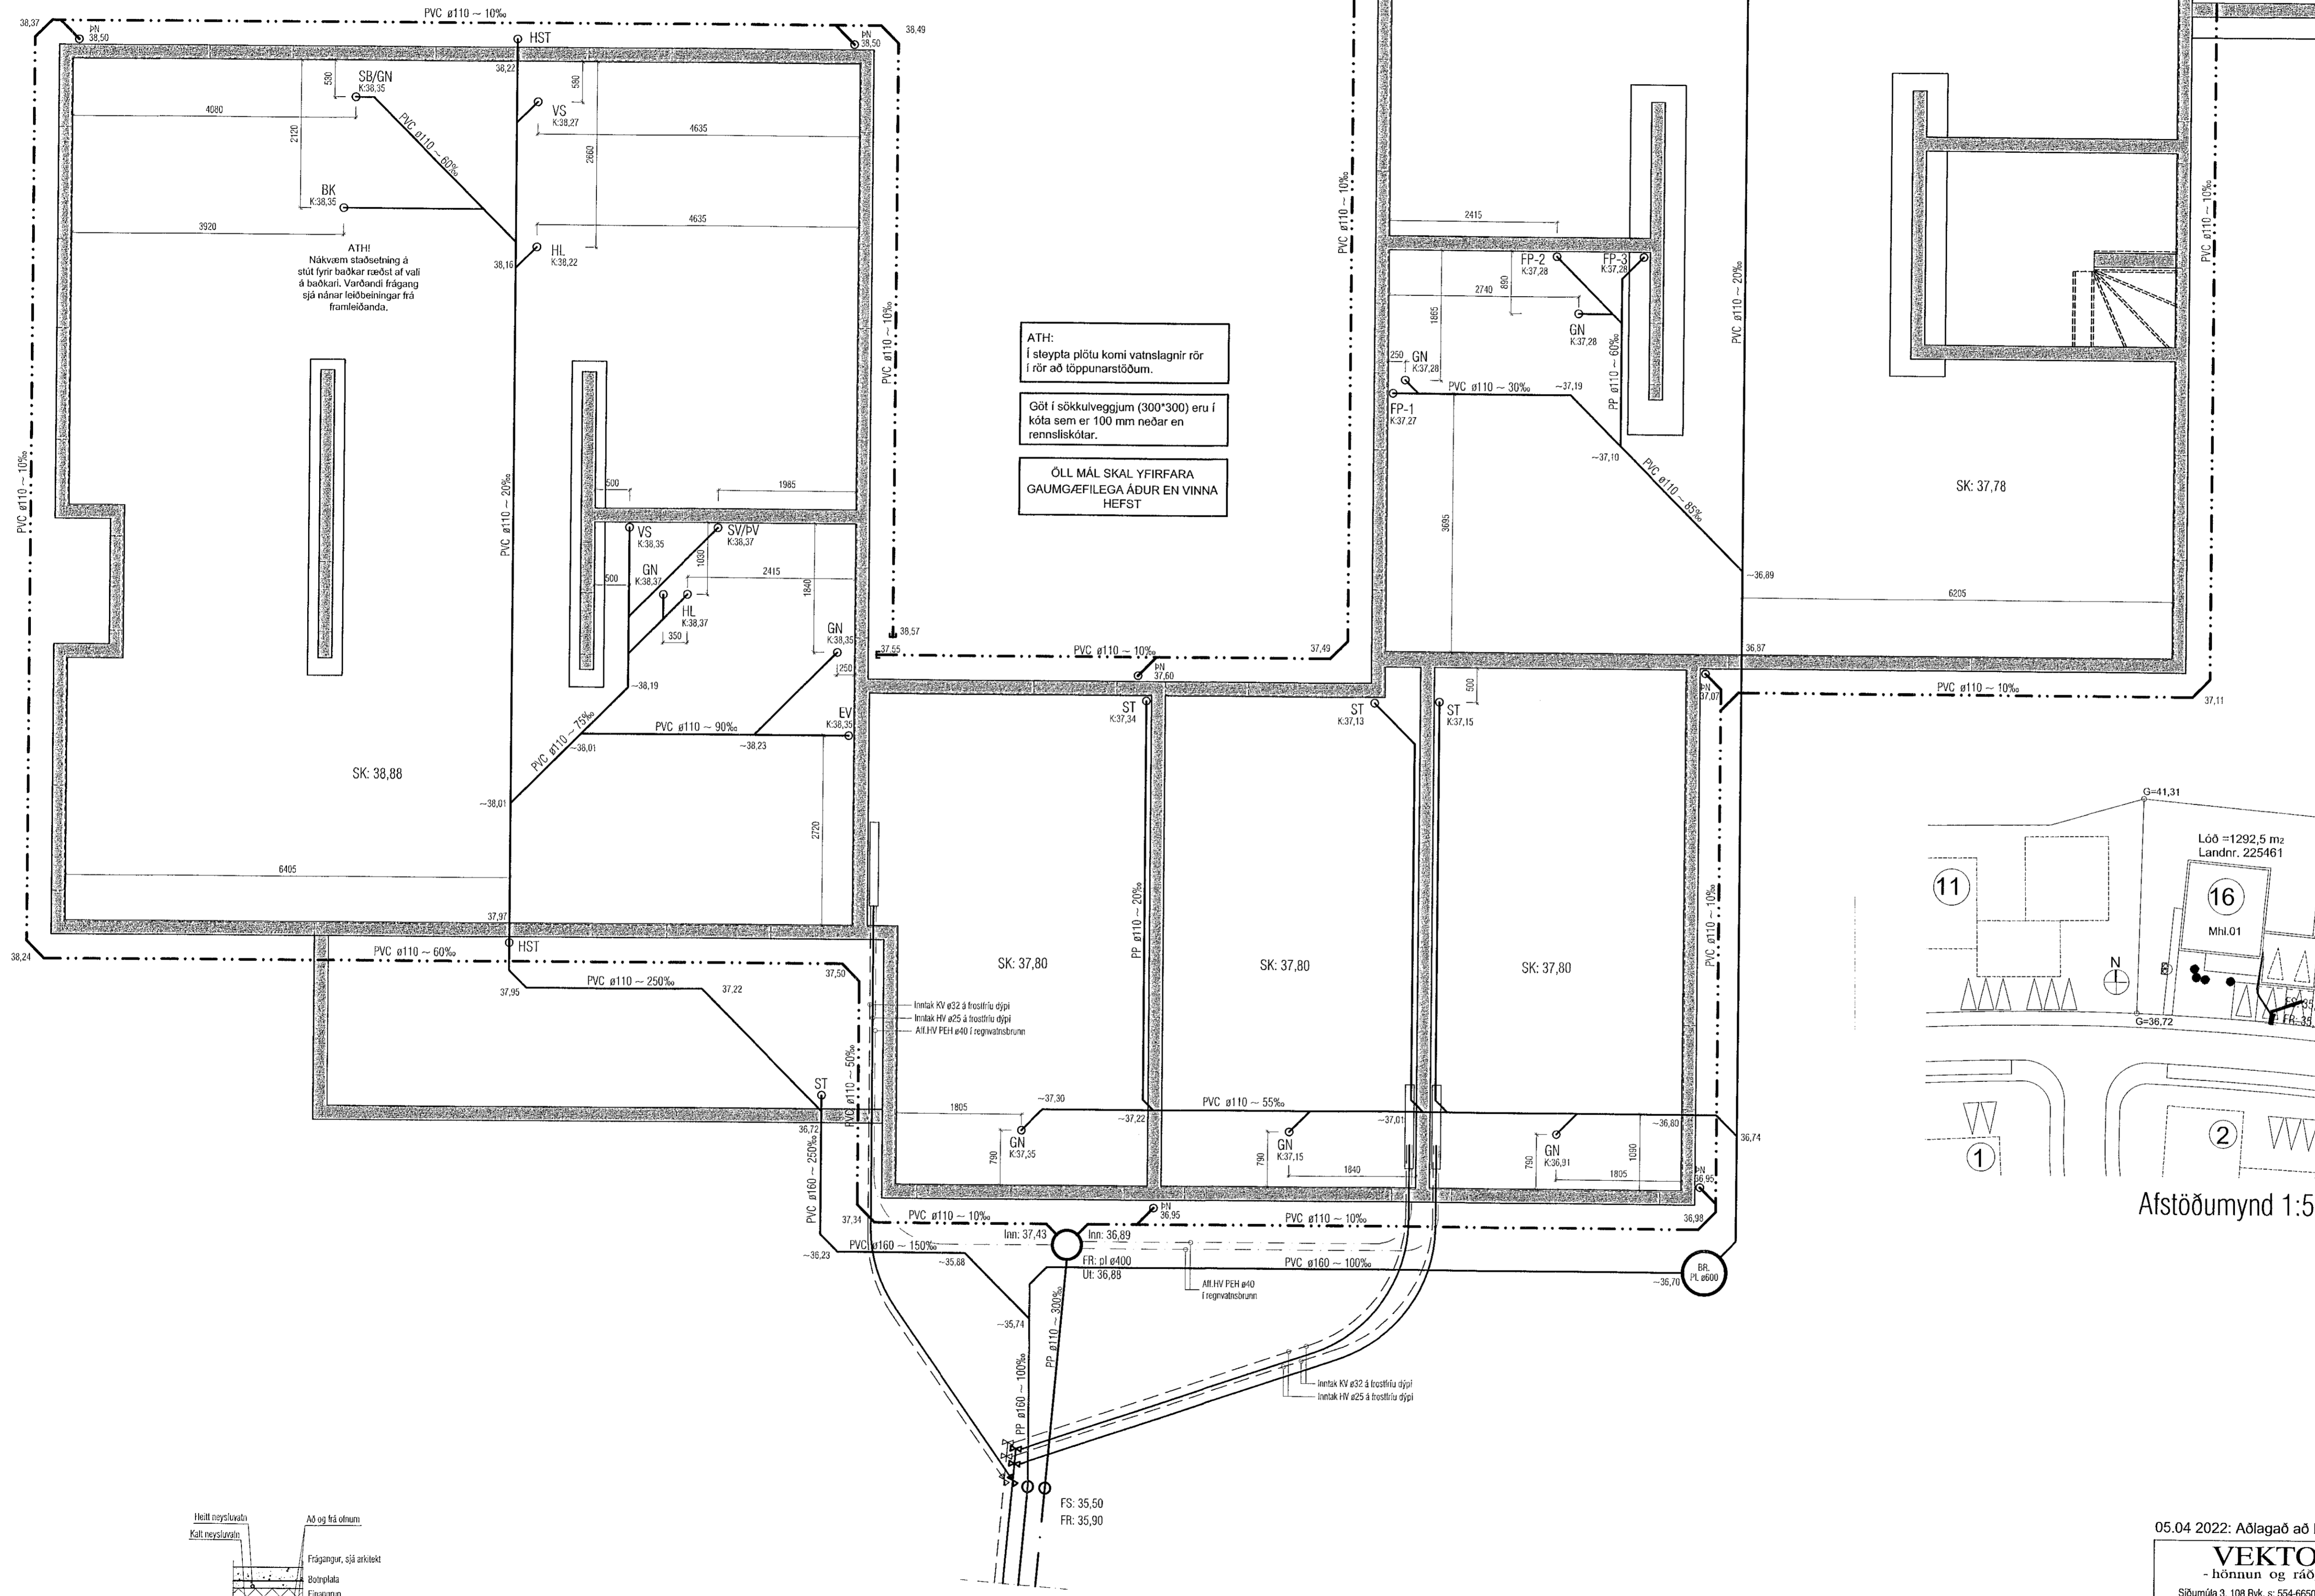 PVC ø110 ~ 10‰
38,37
ÞN
38,50
HST
38,22
ÞN
38,50
38,49
SB/GN
K:38,35
530
4080
2120
PVC ø110 ~ 60‰
580
VS
K:38,27
4635
2660
BK
K:38,35
3920
4635
HL
K:38,22
38,16
ATH!
Nákvæm staðsetning á
stút fyrir baðkar ræðst af vali
á baðkari. Varðandi frágang
sjá nánar leiðbeiningar frá
framleiðanda.
PVC ø110 ~ 10‰
PVC ø110 ~ 20‰
PVC ø110 ~ 10‰
ATH:
Í steypta plötu komi vatnslagnir rör
í rör að töppunarstöðum.
Göt í sökkulveggjum (300*300) eru í
kóta sem er 100 mm neðar en
rennsliskótar.
ÖLL MÁL SKAL YFIRFARA
GAUMGÆFILEGA ÁÐUR EN VINNA
HEFST
PVC ø110 ~ 10‰
2415
FP-2
K:37,28
FP-3
K:37,28
2740
890
1865
GN
K:37,28
250
GN
K:37,28
PVC ø110 ~ 30‰
~37,19
PP ø110 ~ 60‰
FP-1
K:37,27
~37,10
PVC ø110 ~ 85‰
3695
PVC ø110 ~ 20‰
PVC ø110 ~ 10‰
SK: 37,78
~36,89
6205
36,87
500
1985
VS
K:38,35
SV/ÞV
K:38,37
1030
GN
K:38,37
500
2415
1840
HL
K:38,37
350
GN
K:38,35
250
~38,19
EV
K:38,35
PVC ø110 ~ 90‰
~38,23
PVC ø110 ~ 75‰
~38,01
SK: 38,88
~38,01
2720
6405
37,97
HST
38,57
37,55
PVC ø110 ~ 10‰
37,49
ÞN
37,60
ST
K:37,34
ST
K:37,13
ST
K:37,15
500
ÞN
37,07
PVC ø110 ~ 10‰
37,11
38,24
PVC ø110 ~ 60‰
37,50
37,95
PVC ø110 ~ 250‰
37,22
Inntak KV ø32 á frostfríu dýpi
Inntak HV ø25 á frostfríu dýpi
Aff.HV PEH ø40 í regnvatnsbrunn
SK: 37,80
PP ø110 ~ 20‰
SK: 37,80
SK: 37,80
PVC ø110 ~ 10‰
PVC ø110 ~ 50‰
ST
36,72
1805
~37,30
~37,22
PVC ø110 ~ 55‰
~37,01
~36,80
36,74
790
GN
K:37,35
790
GN
K:37,15
1840
790
GN
K:36,91
1805
1090
ÞN
36,95
PVC ø160 ~ 250‰
37,34
PVC ø110 ~ 10‰
ÞN
36,95
PVC ø110 ~ 10‰
36,98
~36,23
PVC ø160 ~ 150‰
~35,88
Inn: 37,43
Inn: 36,89
FR: pl ø400
Út: 36,88
Aff.HV PEH ø40
í regnvatnsbrunn
PVC ø160 ~ 100‰
~36,70
BR.
PL ø600
~35,74
PP ø110 ~ 300‰
PP ø160 ~ 100‰
Inntak KV ø32 á frostfríu dýpi
Inntak HV ø25 á frostfríu dýpi
FS: 35,50
FR: 35,90
G=41,31
Lóð =1292,5 m2
Landnr. 225461
11
16
Mhl.01
N
G=36,72
FS:35,
FR:35,
1
2
Afstöðumynd 1:5
Heitt neysluvatn
Kalt neysluvatn
Að og frá ofnum
Frágangur, sjá arkitekt
Botnplata
Einangrun
05.04 2022: Aðlagað að
VEKTO
- hönnun og ráð
Síðumúla 3, 108 Rvk. s: 554-6650